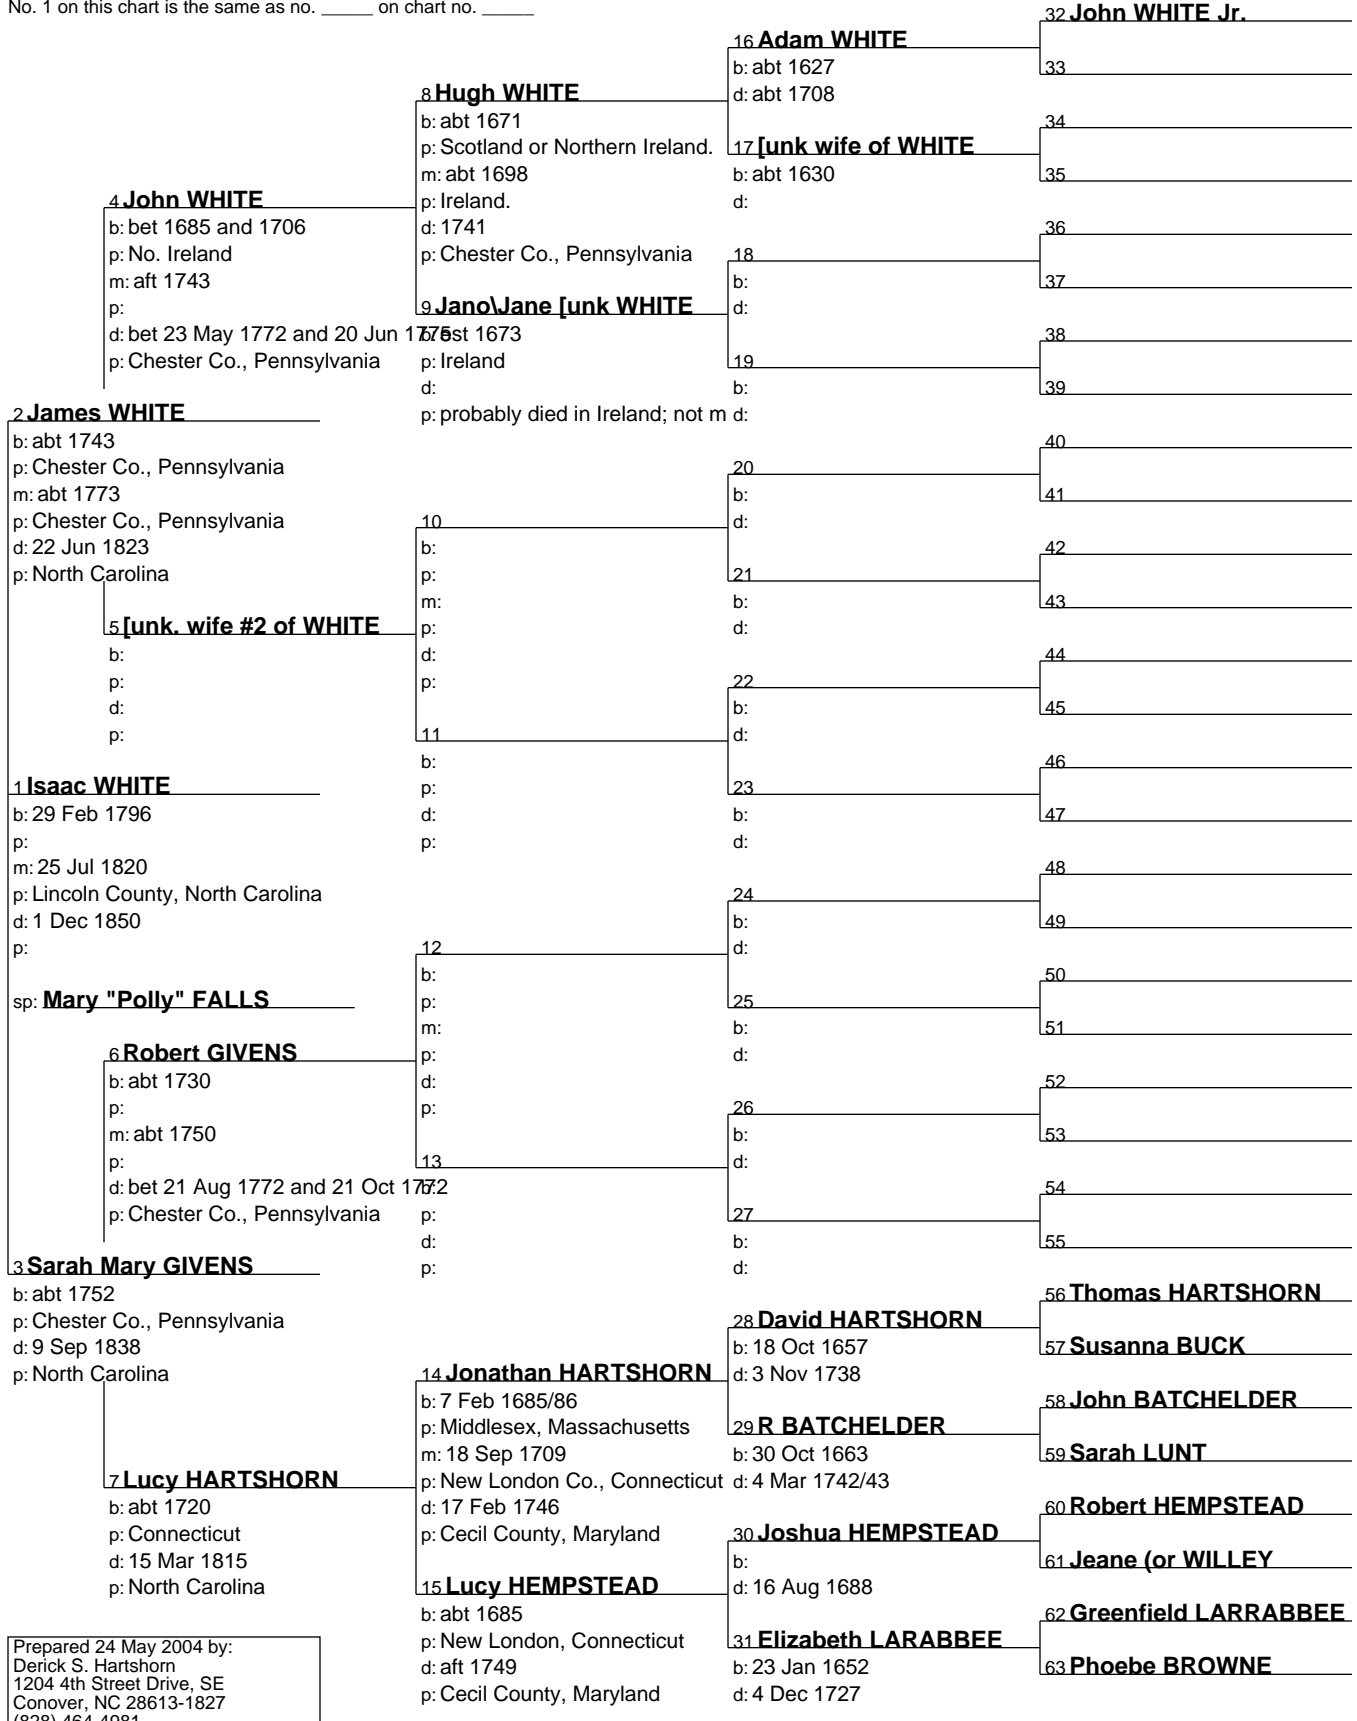 No. 1 on this chart is the same as no. _____ on chart no. _____
2 James WHITE
b: abt 1743
p: Chester Co., Pennsylvania
m: abt 1773
p: Chester Co., Pennsylvania
d: 22 Jun 1823
p: North Carolina
1 Isaac WHITE
b: 29 Feb 1796
p:
m: 25 Jul 1820
p: Lincoln County, North Carolina
d: 1 Dec 1850
p:
sp: Mary "Polly" FALLS
3 Sarah Mary GIVENS
b: abt 1752
p: Chester Co., Pennsylvania
d: 9 Sep 1838
p: North Carolina
4 John WHITE
b: bet 1685 and 1706
p: No. Ireland
m: aft 1743
p:
d: bet 23 May 1772 and 20 Jun 1775
p: Chester Co., Pennsylvania
5 [unk. wife #2 of WHITE
b:
p:
d:
p:
6 Robert GIVENS
b: abt 1730
p:
m: abt 1750
p:
d: bet 21 Aug 1772 and 21 Oct 1772
p: Chester Co., Pennsylvania
7 Lucy HARTSHORN
b: abt 1720
p: Connecticut
d: 15 Mar 1815
p: North Carolina
8 Hugh WHITE
b: abt 1671
p: Scotland or Northern Ireland.
m: abt 1698
p: Ireland.
d: 1741
p: Chester Co., Pennsylvania
9 Jano\Jane [unk WHITE
b: est 1673
p: Ireland
d:
p: probably died in Ireland; not m
10
b:
p:
m:
p:
d:
p:
11
b:
p:
d:
p:
12
b:
p:
m:
p:
d:
p:
13
b:
p:
d:
p:
14 Jonathan HARTSHORN
b: 7 Feb 1685/86
p: Middlesex, Massachusetts
m: 18 Sep 1709
p: New London Co., Connecticut
d: 17 Feb 1746
p: Cecil County, Maryland
15 Lucy HEMPSTEAD
b: abt 1685
p: New London, Connecticut
d: aft 1749
p: Cecil County, Maryland
16 Adam WHITE
b: abt 1627
d: abt 1708
17 [unk wife of WHITE
b: abt 1630
d:
18
b:
d:
19
b:
d:
20
b:
d:
21
b:
d:
22
b:
d:
23
b:
d:
24
b:
d:
25
b:
d:
26
b:
d:
27
b:
d:
28 David HARTSHORN
b: 18 Oct 1657
d: 3 Nov 1738
29 R BATCHELDER
b: 30 Oct 1663
d: 4 Mar 1742/43
30 Joshua HEMPSTEAD
b:
d: 16 Aug 1688
31 Elizabeth LARABBEE
b: 23 Jan 1652
d: 4 Dec 1727
32 John WHITE Jr.
33
34
35
36
37
38
39
40
41
42
43
44
45
46
47
48
49
50
51
52
53
54
55
56 Thomas HARTSHORN
57 Susanna BUCK
58 John BATCHELDER
59 Sarah LUNT
60 Robert HEMPSTEAD
61 Jeane (or WILLEY
62 Greenfield LARRABBEE
63 Phoebe BROWNE
Prepared 24 May 2004 by:
Derick S. Hartshorn
1204 4th Street Drive, SE
Conover, NC 28613-1827
(828) 464-4981